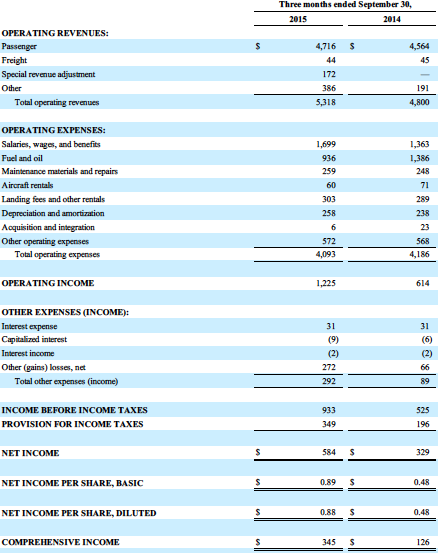 Three months ended September 30,
2015 2014
OPERATING REVENUES:
Passenger $ 4,716 $ 4,564
Freight 44 45
Special revenue adjustment 172 —
Other 386 191
Total operating revenues 5,318 4,800
OPERATING EXPENSES:
Salaries, wages, and benefits 1,699 1,363
Fuel and oil 936 1,386
Maintenance materials and repairs 259 248
Aircraft rentals 60 71
Landing fees and other rentals 303 289
Depreciation and amortization 258 238
Acquisition and integration 6 23
Other operating expenses 572 568
Total operating expenses 4,093 4,186
OPERATING INCOME 1,225 614
OTHER EXPENSES (INCOME):
Interest expense 31 31
Capitalized interest (9) (6)
Interest income (2) (2)
Other (gains) losses, net 272 66
Total other expenses (income) 292 89
INCOME BEFORE INCOME TAXES 933 525
PROVISION FOR INCOME TAXES 349 196
NET INCOME $ 584 $ 329
NET INCOME PER SHARE, BASIC $ 0.89 $ 0.48
NET INCOME PER SHARE, DILUTED $ 0.88 $ 0.48
COMPREHENSIVE INCOME $ 345 $ 126